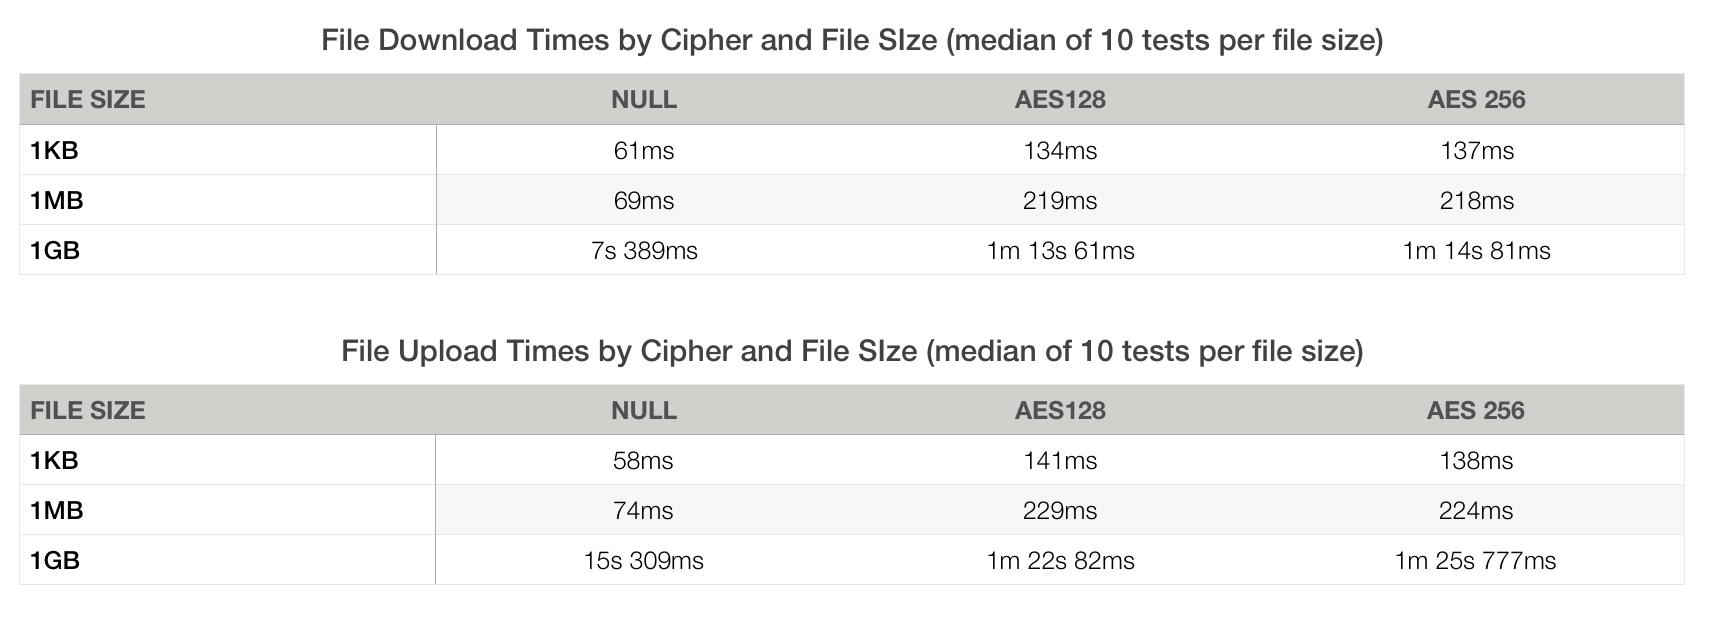 File Download Times by Cipher and File SIze (median of 10 tests per file size)
FILE SIZE NULL AES128 AES 256
1KB 61ms 134ms 137ms
1MB 69ms 219ms 218ms
1GB 7s 389ms 1m 13s 61ms 1m 14s 81ms
File Upload Times by Cipher and File SIze (median of 10 tests per file size)
FILE SIZE NULL AES128 AES 256
1KB 58ms 141ms 138ms
1MB 74ms 229ms 224ms
1GB 15s 309ms 1m 22s 82ms 1m 25s 777ms